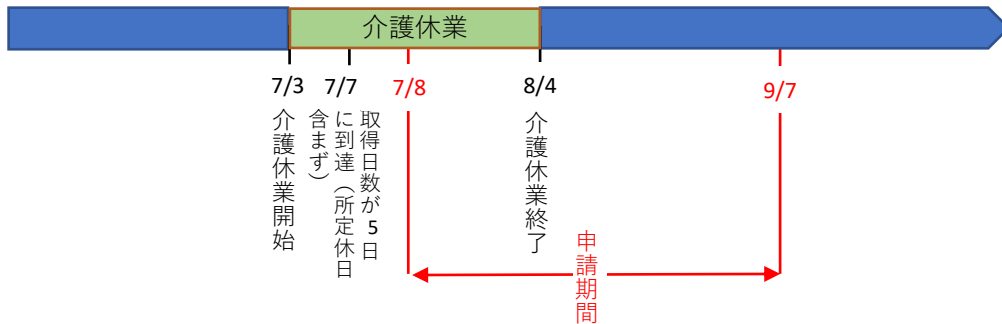 介護休業
7/3
7/7
7/8
8/4
9/7
介護休業開始
取得日数が5日
に到達（所定休日
含まず）
介護休業終了
申請期間